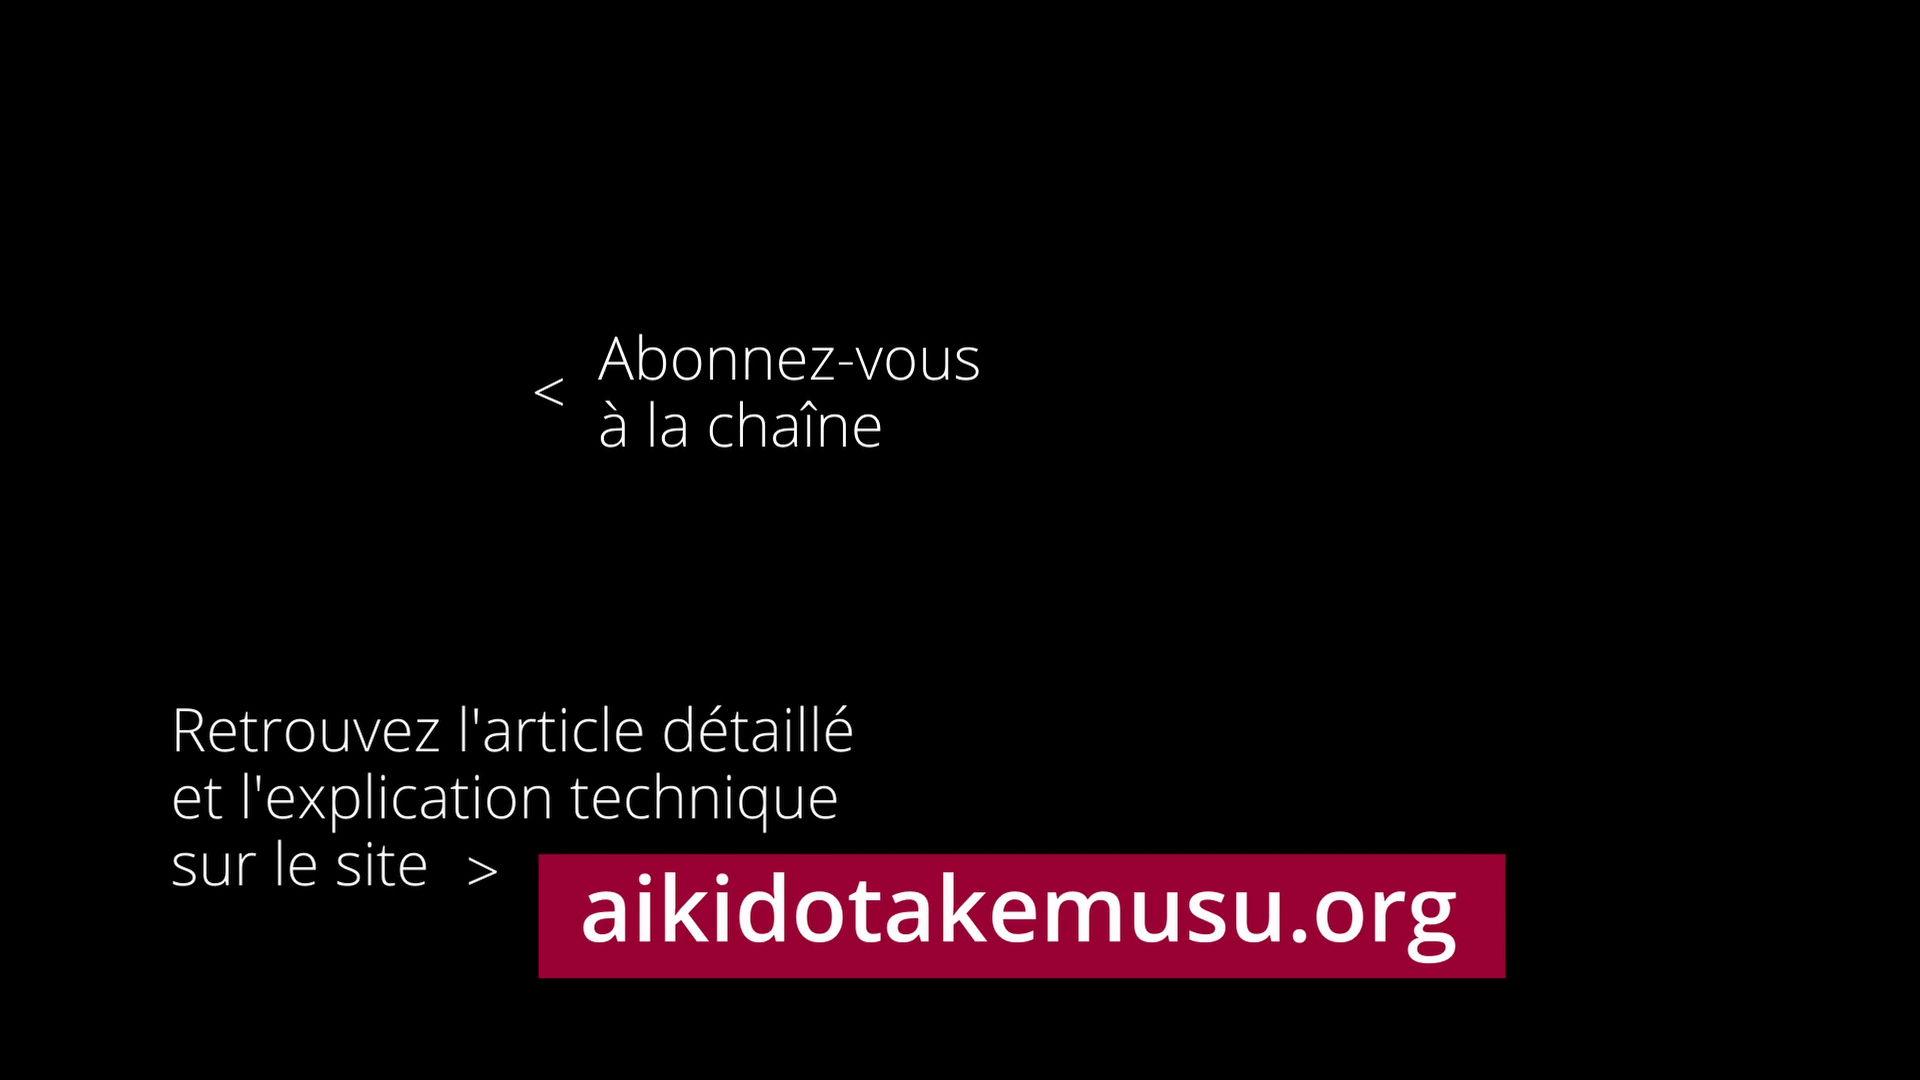 < Abonnez-vous
à la chaîne
Retrouvez l'article détaillé
et l'explication technique
sur le site >
aikidotakemusu.org